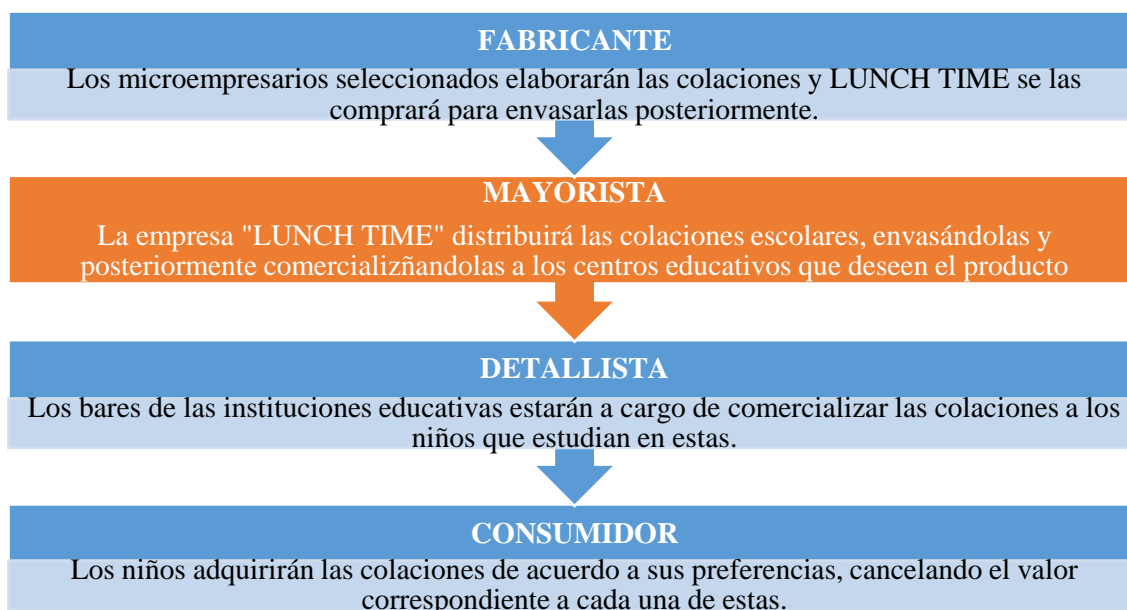 FABRICANTE
Los microempresarios seleccionados elaborarán las colaciones y LUNCH TIME se las
comprará para envasarlas posteriormente.
MAYORISTA
La empresa "LUNCH TIME" distribuirá las colaciones escolares, envasándolas y
posteriormente comercializñandolas a los centros educativos que deseen el producto
DETALLISTA
Los bares de las instituciones educativas estarán a cargo de comercializar las colaciones a los
niños que estudian en estas.
CONSUMIDOR
Los niños adquirirán las colaciones de acuerdo a sus preferencias, cancelando el valor
correspondiente a cada una de estas.